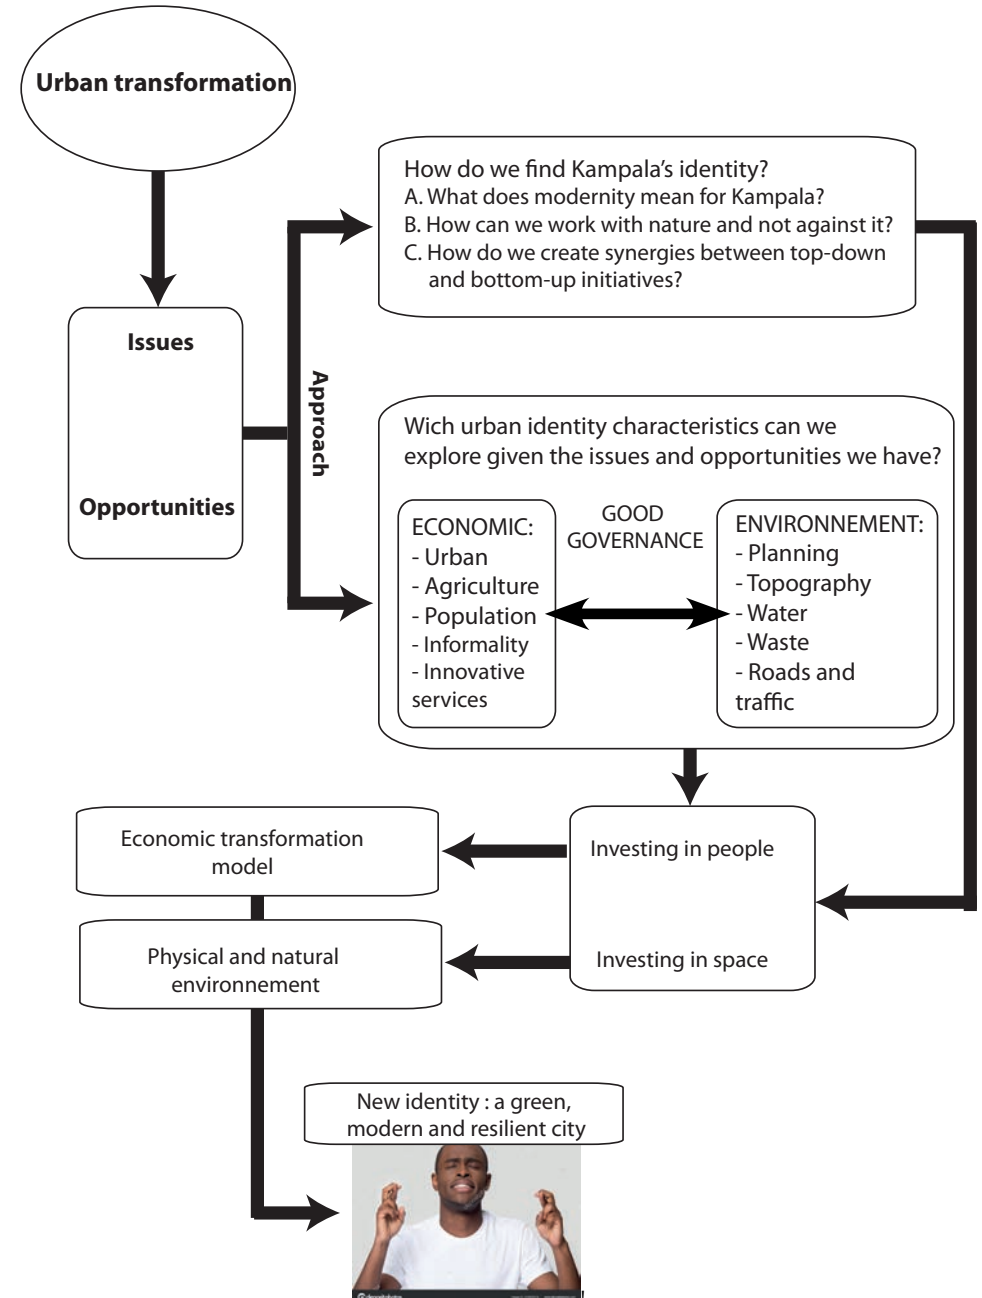 Urban transformation
Issues
Opportunities
Approach
How do we find Kampala’s identity?
A. What does modernity mean for Kampala?
B. How can we work with nature and not against it?
C. How do we create synergies between top-down
and bottom-up initiatives?
Wich urban identity characteristics can we
explore given the issues and opportunities we have?
ECONOMIC:
- Urban
- Agriculture
- Population
- Informality
- Innovative
services
GOOD
GOVERNANCE
ENVIRONNEMENT:
- Planning
- Topography
- Water
- Waste
- Roads and
traffic
Investing in people
Investing in space
Economic transformation
model
Physical and natural
environnement
New identity : a green,
modern and resilient city
depositphotos